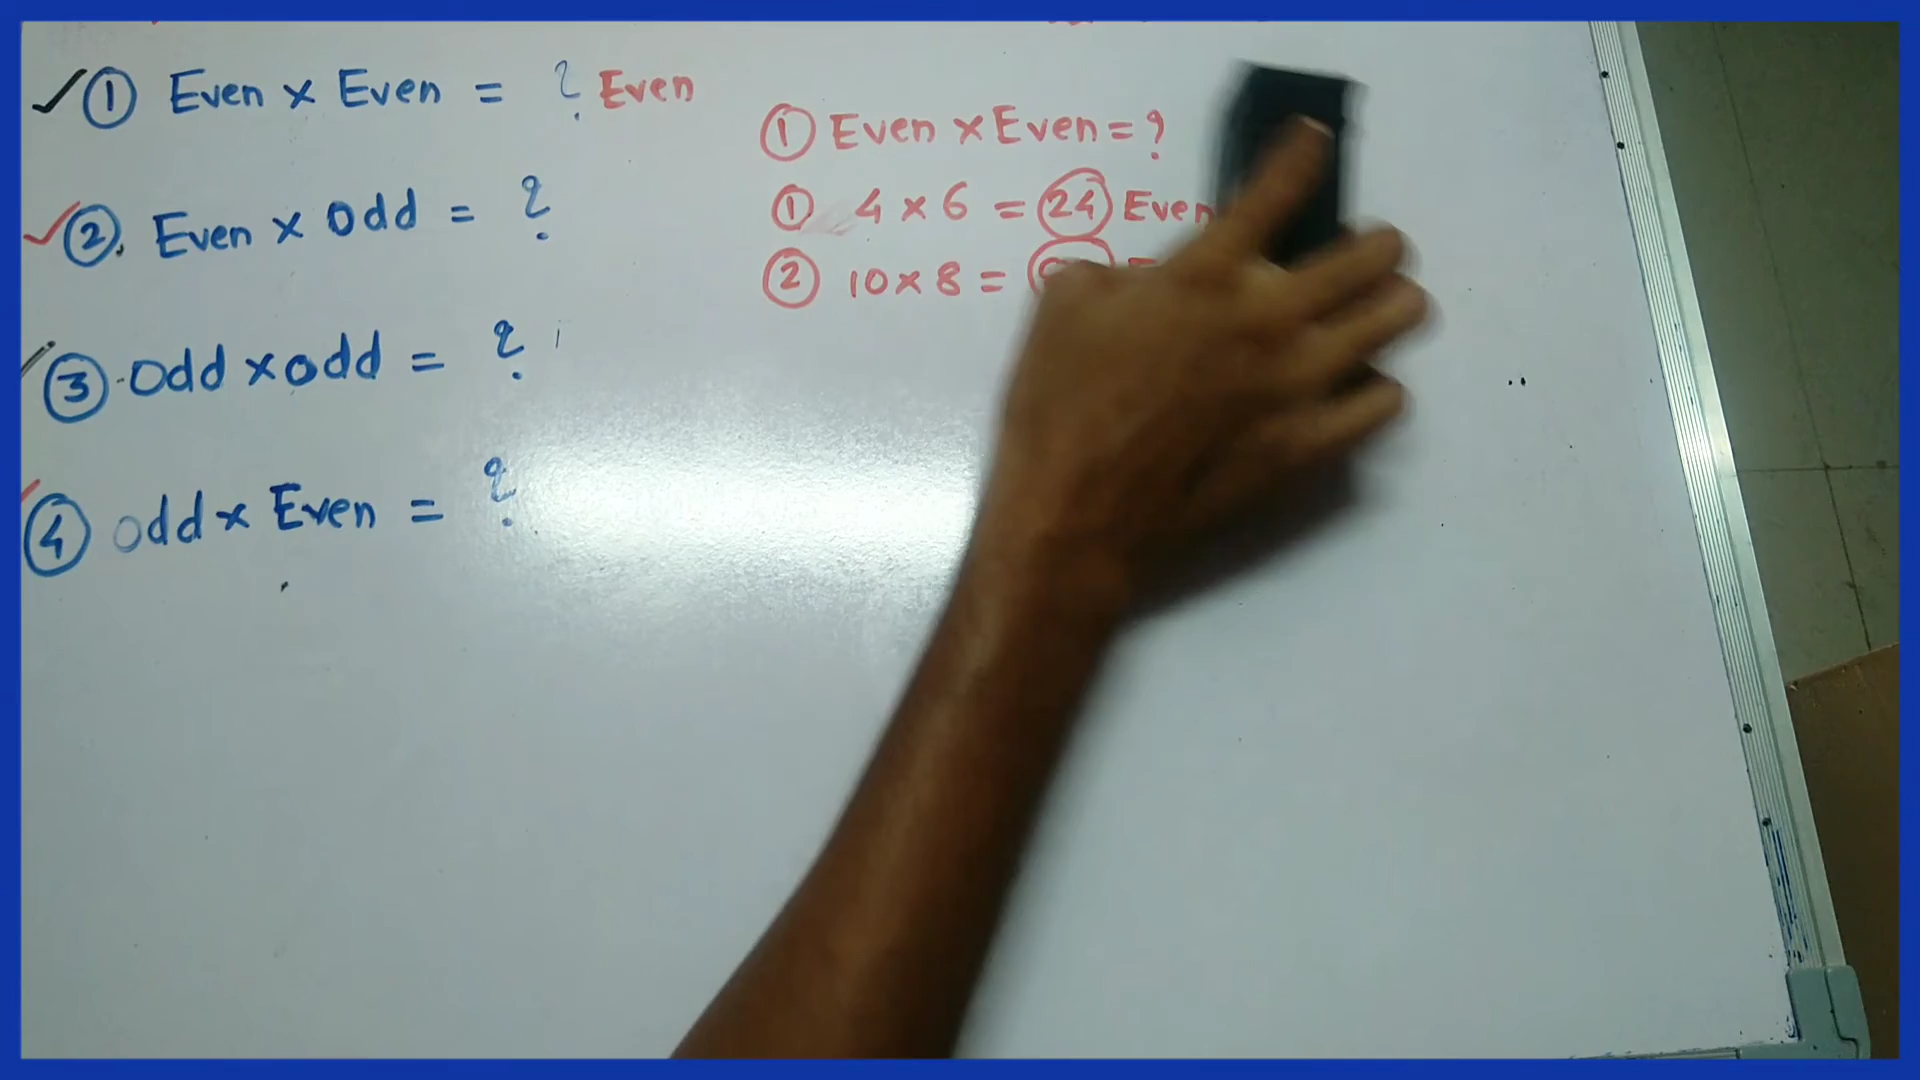 ① Even x Even = ? Even
②. Even x Odd = ?
③ Odd x odd = ?
④ odd x Even = ?
① Even x Even = ?
① 4 x 6 = 24 Even
② 10 x 8 =